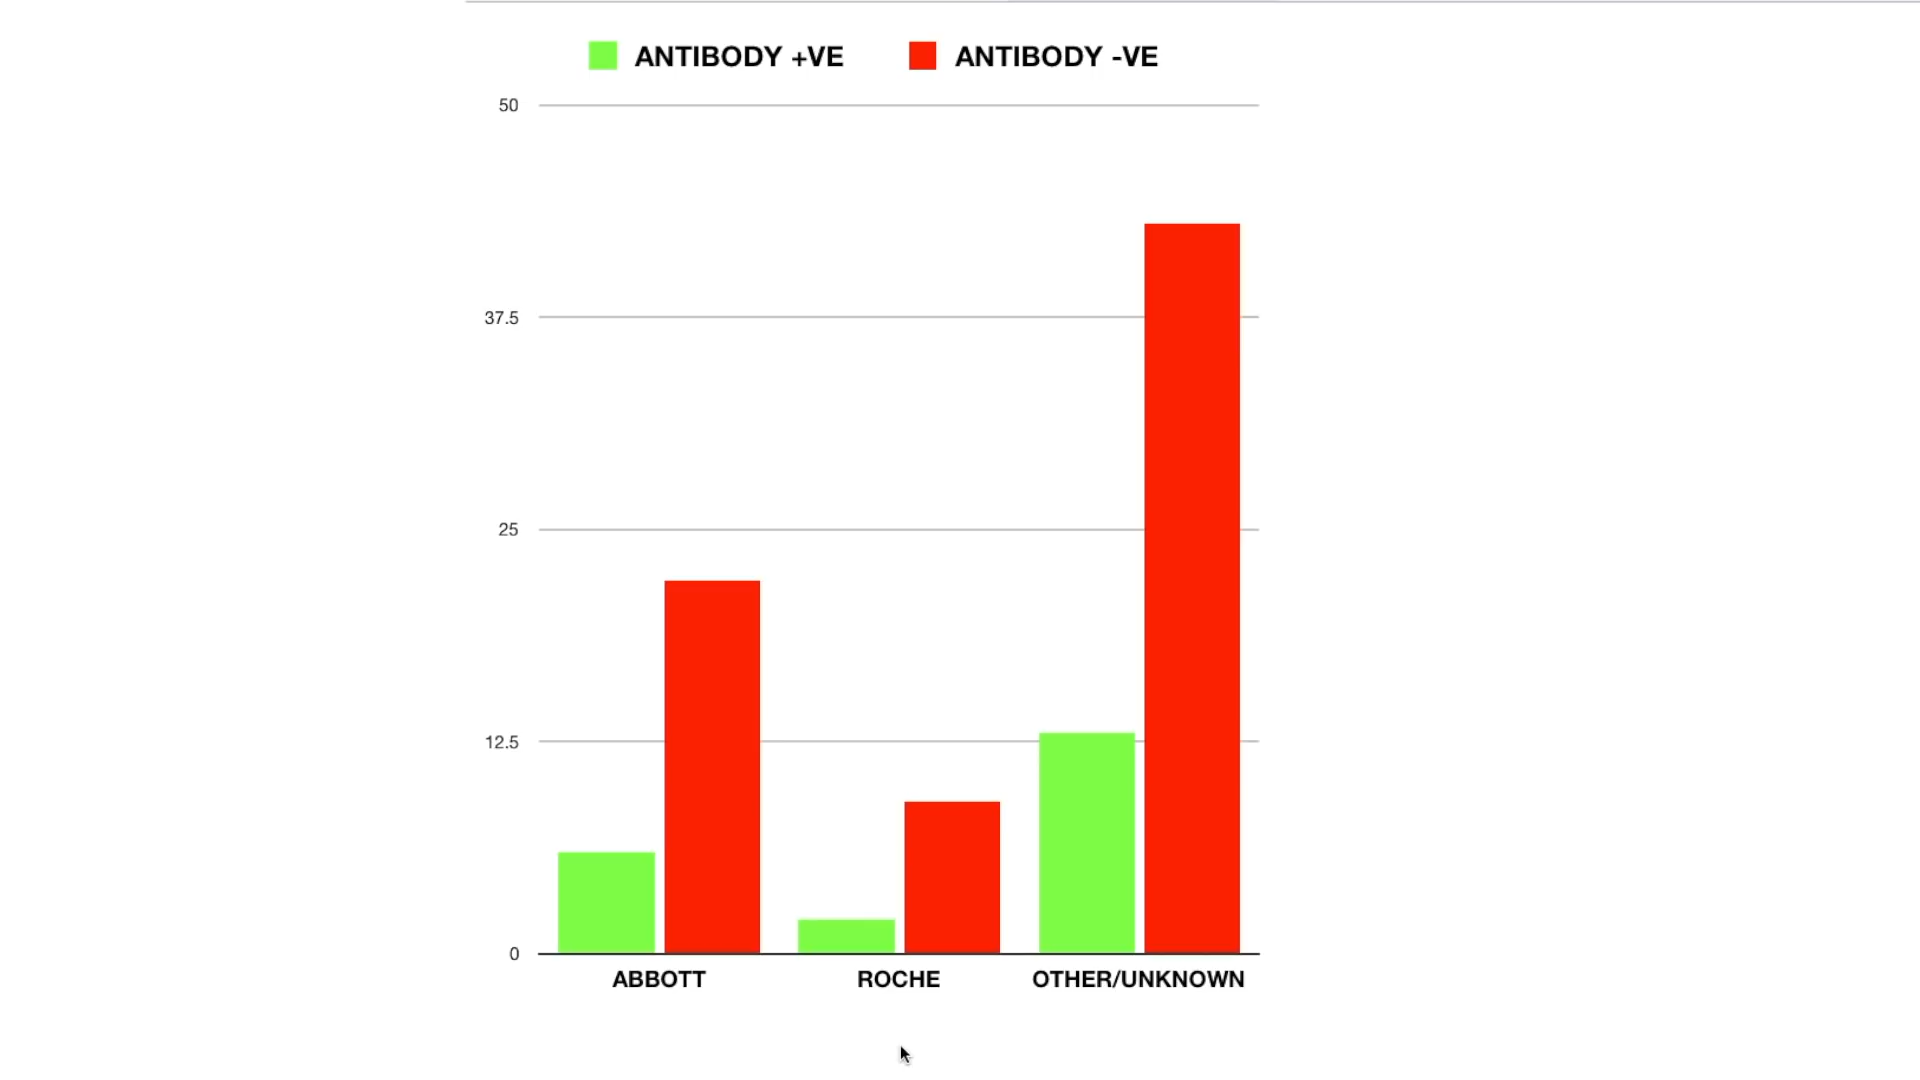 ANTIBODY +VE ANTIBODY -VE
50
37.5
25
12.5
0
ABBOTT ROCHE OTHER/UNKNOWN